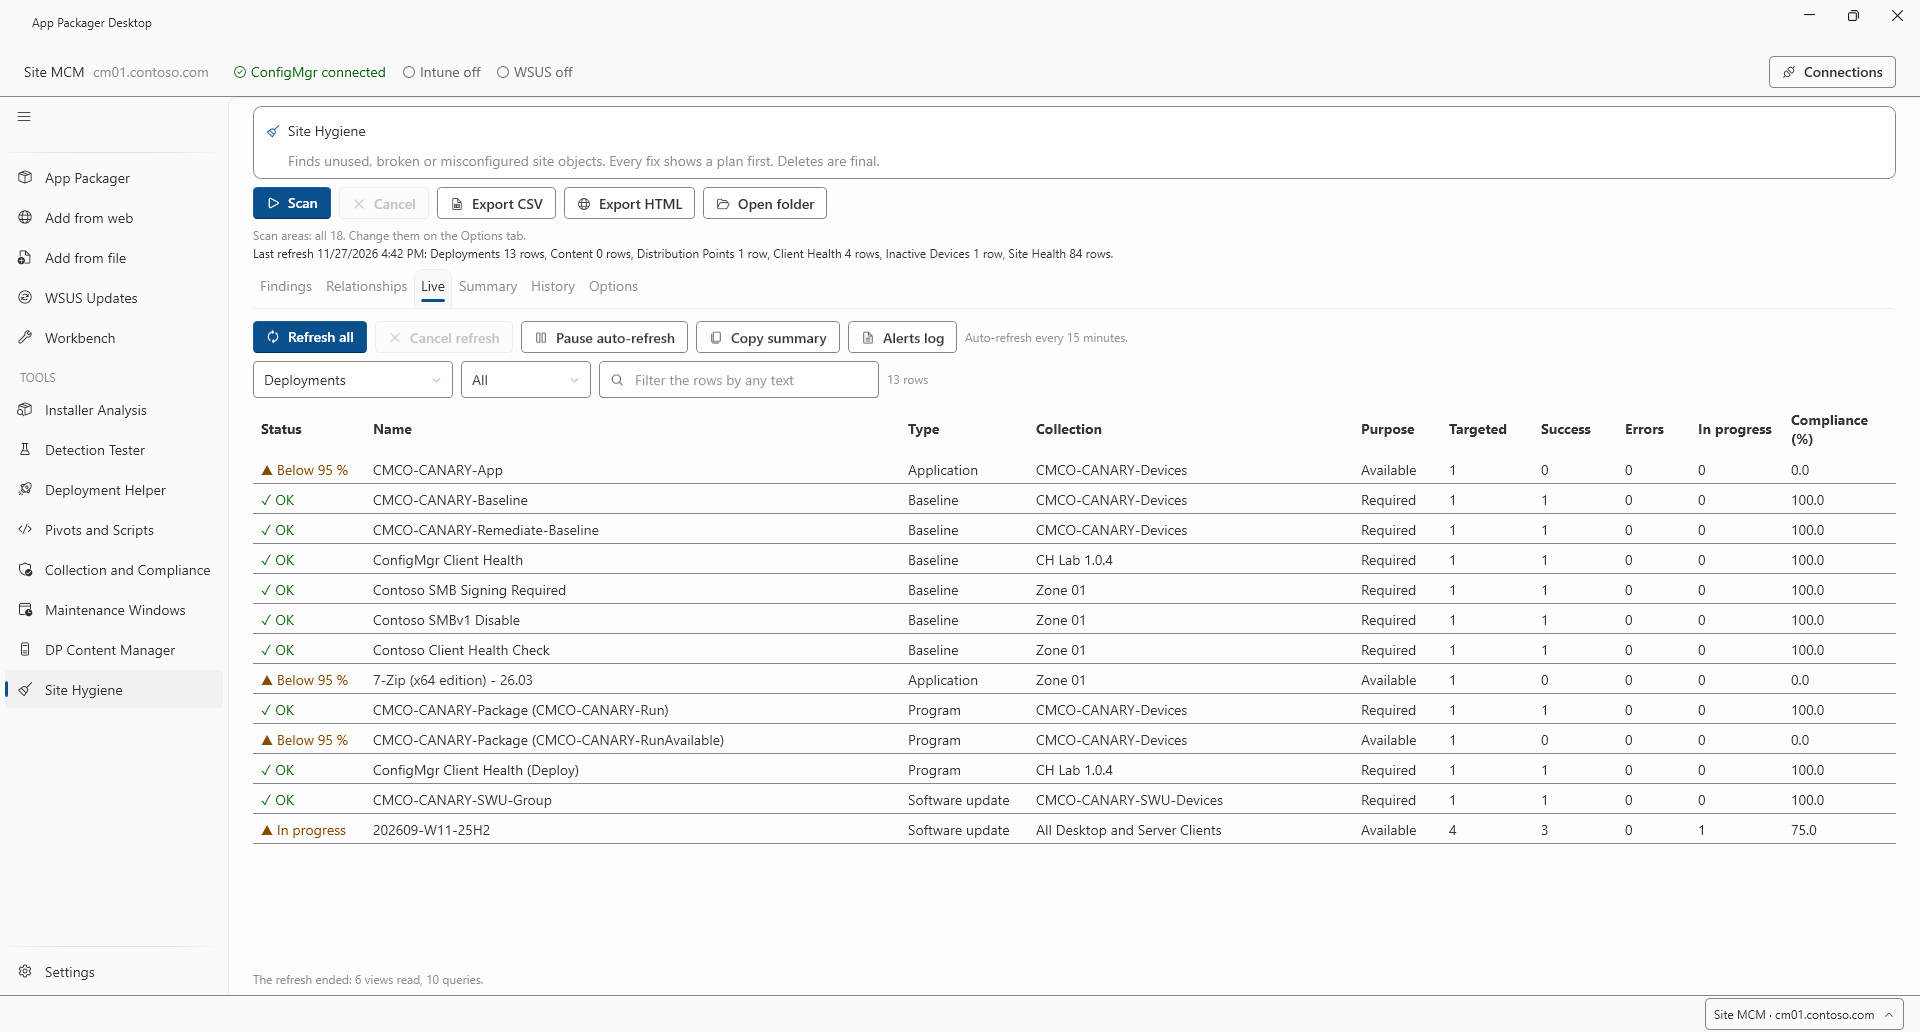 App Packager Desktop
Site MCM cm01.contoso.com ConfigMgr connected Intune off WSUS off Connections
Site Hygiene
Finds unused, broken or misconfigured site objects. Every fix shows a plan first. Deletes are final.
App Packager
Add from web
Add from file
WSUS Updates
Workbench
TOOLS
Installer Analysis
Detection Tester
Deployment Helper
Pivots and Scripts
Collection and Compliance
Maintenance Windows
DP Content Manager
Site Hygiene
Settings
Scan Cancel Export CSV Export HTML Open folder
Scan areas: all 18. Change them on the Options tab.
Last refresh 11/27/2026 4:42 PM: Deployments 13 rows, Content 0 rows, Distribution Points 1 row, Client Health 4 rows, Inactive Devices 1 row, Site Health 84 rows.
Findings Relationships Live Summary History Options
Refresh all Cancel refresh Pause auto-refresh Copy summary Alerts log Auto-refresh every 15 minutes.
Deployments All Filter the rows by any text 13 rows
Status Name Type Collection Purpose Targeted Success Errors In progress Compliance (%)
Below 95 % CMCO-CANARY-App Application CMCO-CANARY-Devices Available 1 0 0 0 0.0
OK CMCO-CANARY-Baseline Baseline CMCO-CANARY-Devices Required 1 1 0 0 100.0
OK CMCO-CANARY-Remediate-Baseline Baseline CMCO-CANARY-Devices Required 1 1 0 0 100.0
OK ConfigMgr Client Health Baseline CH Lab 1.0.4 Required 1 1 0 0 100.0
OK Contoso SMB Signing Required Baseline Zone 01 Required 1 1 0 0 100.0
OK Contoso SMBv1 Disable Baseline Zone 01 Required 1 1 0 0 100.0
OK Contoso Client Health Check Baseline Zone 01 Required 1 1 0 0 100.0
Below 95 % 7-Zip (x64 edition) - 26.03 Application Zone 01 Available 1 0 0 0 0.0
OK CMCO-CANARY-Package (CMCO-CANARY-Run) Program CMCO-CANARY-Devices Required 1 1 0 0 100.0
Below 95 % CMCO-CANARY-Package (CMCO-CANARY-RunAvailable) Program CMCO-CANARY-Devices Available 1 0 0 0 0.0
OK ConfigMgr Client Health (Deploy) Program CH Lab 1.0.4 Required 1 1 0 0 100.0
OK CMCO-CANARY-SWU-Group Software update CMCO-CANARY-SWU-Devices Required 1 1 0 0 100.0
In progress 202609-W11-25H2 Software update All Desktop and Server Clients Available 4 3 0 1 75.0
The refresh ended: 6 views read, 10 queries.
Site MCM · cm01.contoso.com